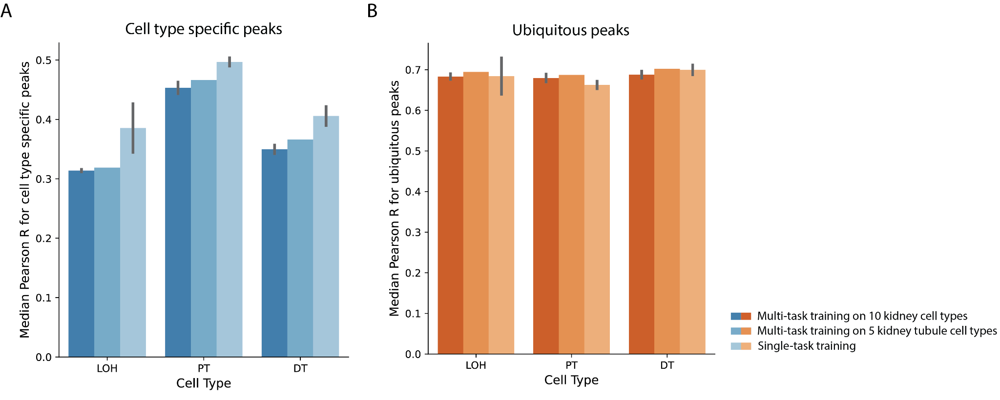 A
Cell type specific peaks
Median Pearson R for cell type specific peaks
0.5
0.4
0.3
0.2
0.1
0.0
LOH
PT
DT
Cell Type
B
Ubiquitous peaks
Median Pearson R for ubiquitous peaks
0.7
0.6
0.5
0.4
0.3
0.2
0.1
0.0
LOH
PT
DT
Cell Type
Multi-task training on 10 kidney cell types
Multi-task training on 5 kidney tubule cell types
Single-task training